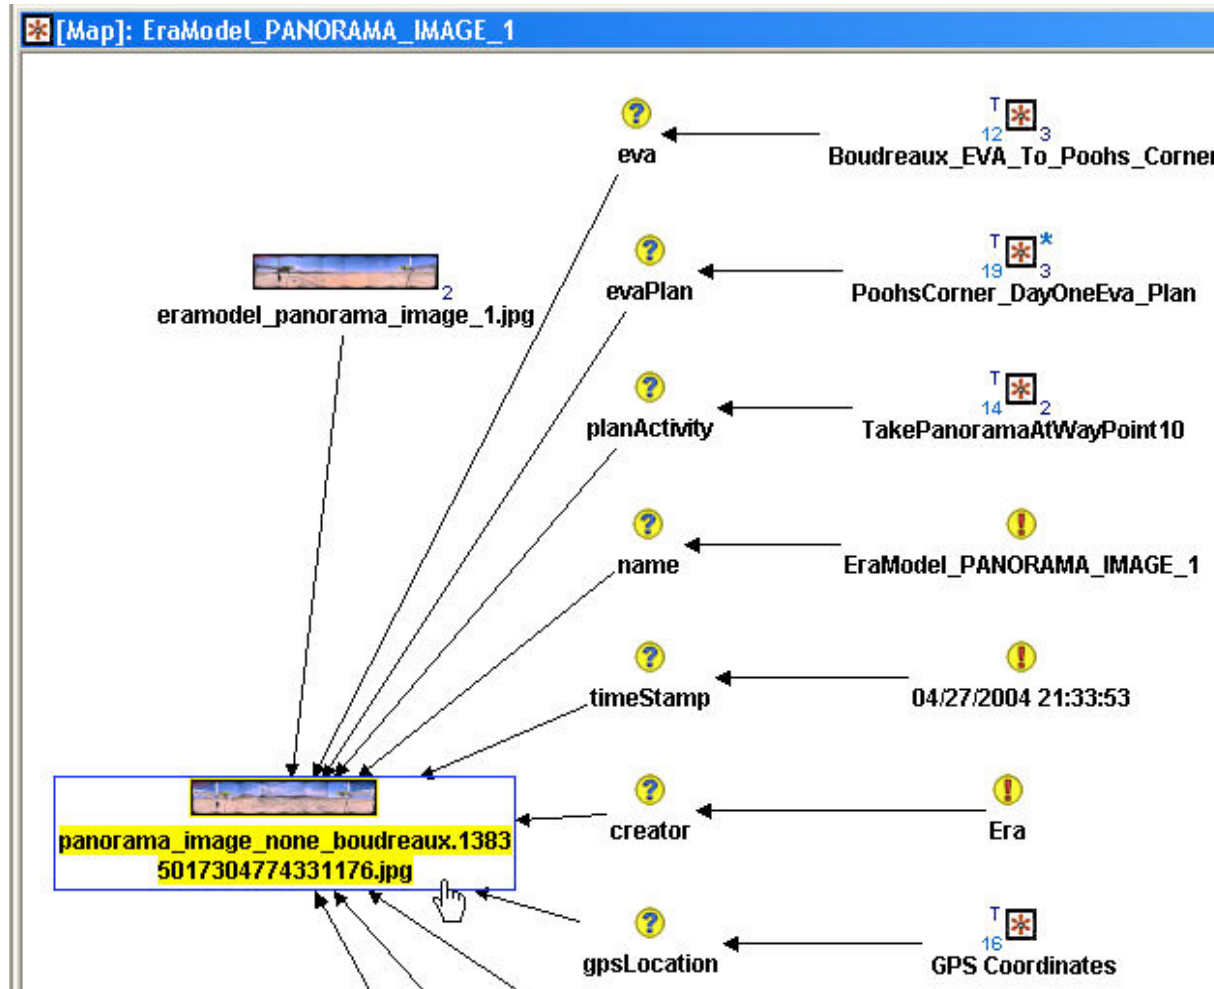 [Map]: EraModel_PANORAMA_IMAGE_1
?
eva
T
12
3
Boudreaux_EVA_To_Poohs_Corner
2
eramodel_panorama_image_1.jpg
?
evaPlan
T
*
19
3
PoohsCorner_DayOneEva_Plan
?
planActivity
T
14
2
TakePanoramaAtWayPoint10
?
name
!
EraModel_PANORAMA_IMAGE_1
?
timeStamp
!
04/27/2004 21:33:53
panorama_image_none_boudreaux.1383
5017304774331176.jpg
?
creator
!
Era
?
gpsLocation
T
16
GPS Coordinates